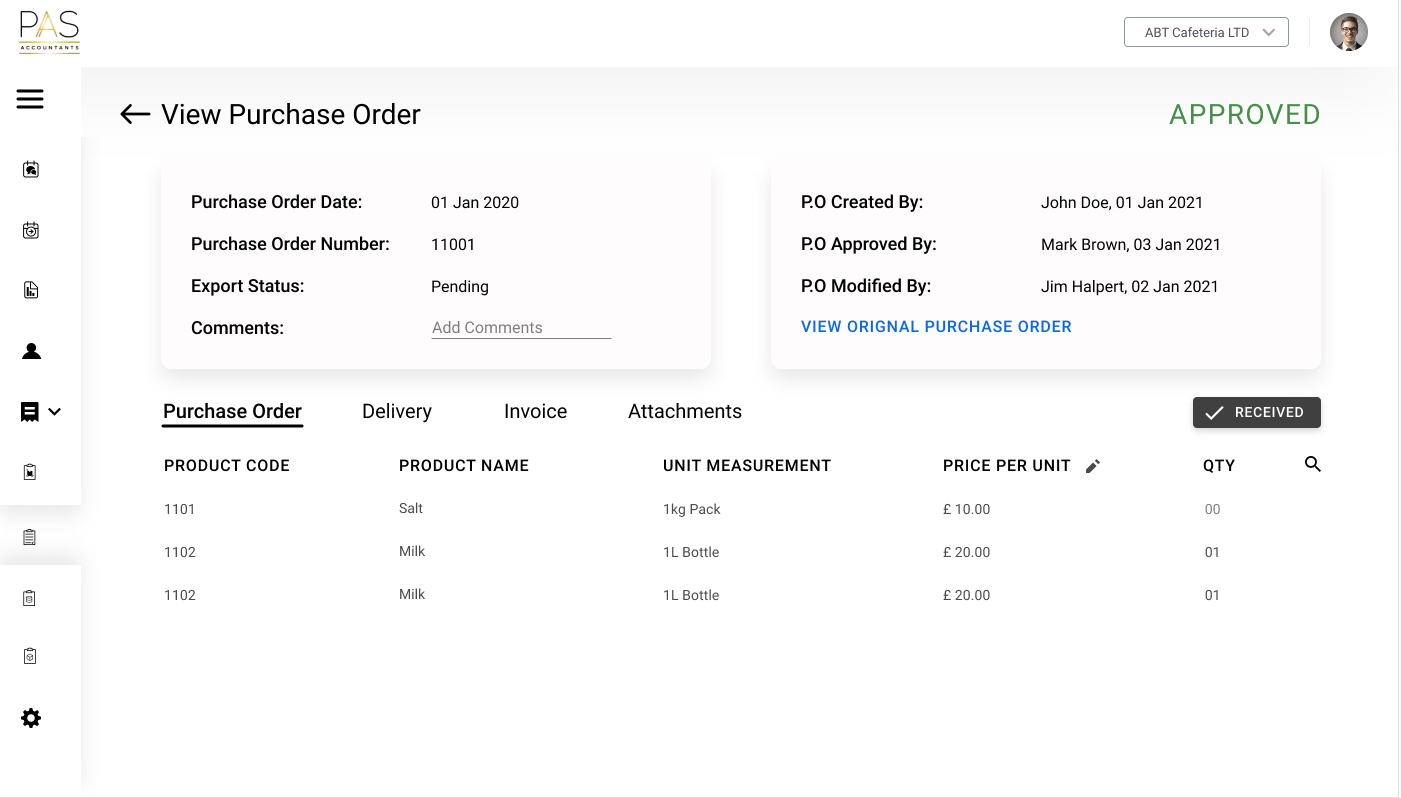 PAS
ACCOUNTANTS
ABT Cafeteria LTD
View Purchase Order
APPROVED
Purchase Order Date: 01 Jan 2020
Purchase Order Number: 11001
Export Status: Pending
Comments: Add Comments
P.O Created By: John Doe, 01 Jan 2021
P.O Approved By: Mark Brown, 03 Jan 2021
P.O Modified By: Jim Halpert, 02 Jan 2021
VIEW ORIGNAL PURCHASE ORDER
Purchase Order Delivery Invoice Attachments RECEIVED
PRODUCT CODE PRODUCT NAME UNIT MEASUREMENT PRICE PER UNIT QTY
1101 Salt 1kg Pack £ 10.00 00
1102 Milk 1L Bottle £ 20.00 01
1102 Milk 1L Bottle £ 20.00 01